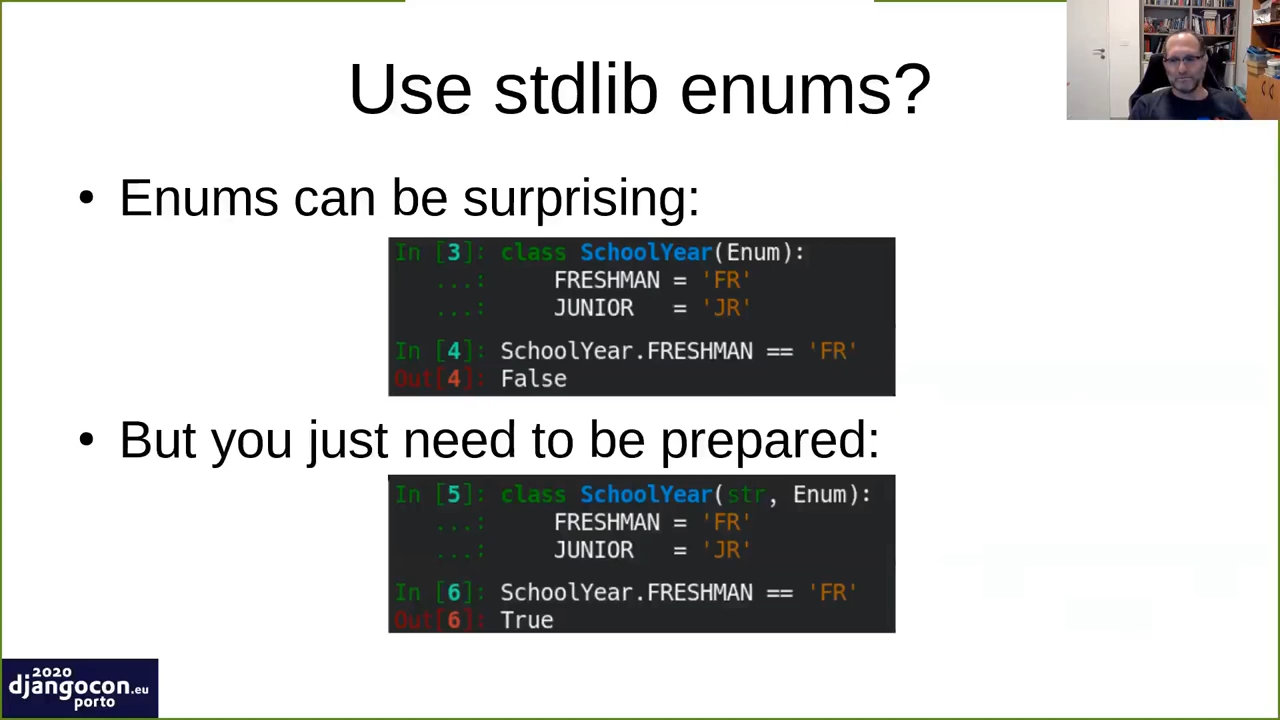 Use stdlib enums?
• Enums can be surprising:
In [3]: class SchoolYear(Enum):
...: FRESHMAN = 'FR'
...: JUNIOR   = 'JR'
In [4]: SchoolYear.FRESHMAN == 'FR'
Out[4]: False
• But you just need to be prepared:
In [5]: class SchoolYear(str, Enum):
...: FRESHMAN = 'FR'
...: JUNIOR   = 'JR'
In [6]: SchoolYear.FRESHMAN == 'FR'
Out[6]: True
2020
djangocon.eu
porto